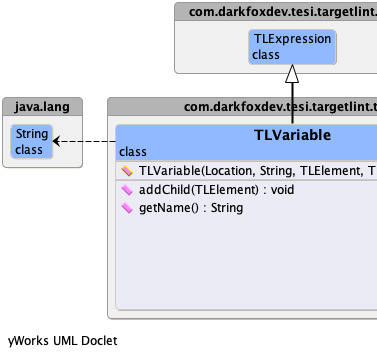 com.darkfoxdev.tesi.targetlint.
TLExpression
class
java.lang
String
class
com.darkfoxdev.tesi.targetlint.t
TLVariable
class
TLVariable(Location, String, TLElement, T
addChild(TLElement) : void
getName() : String
yWorks UML Doclet